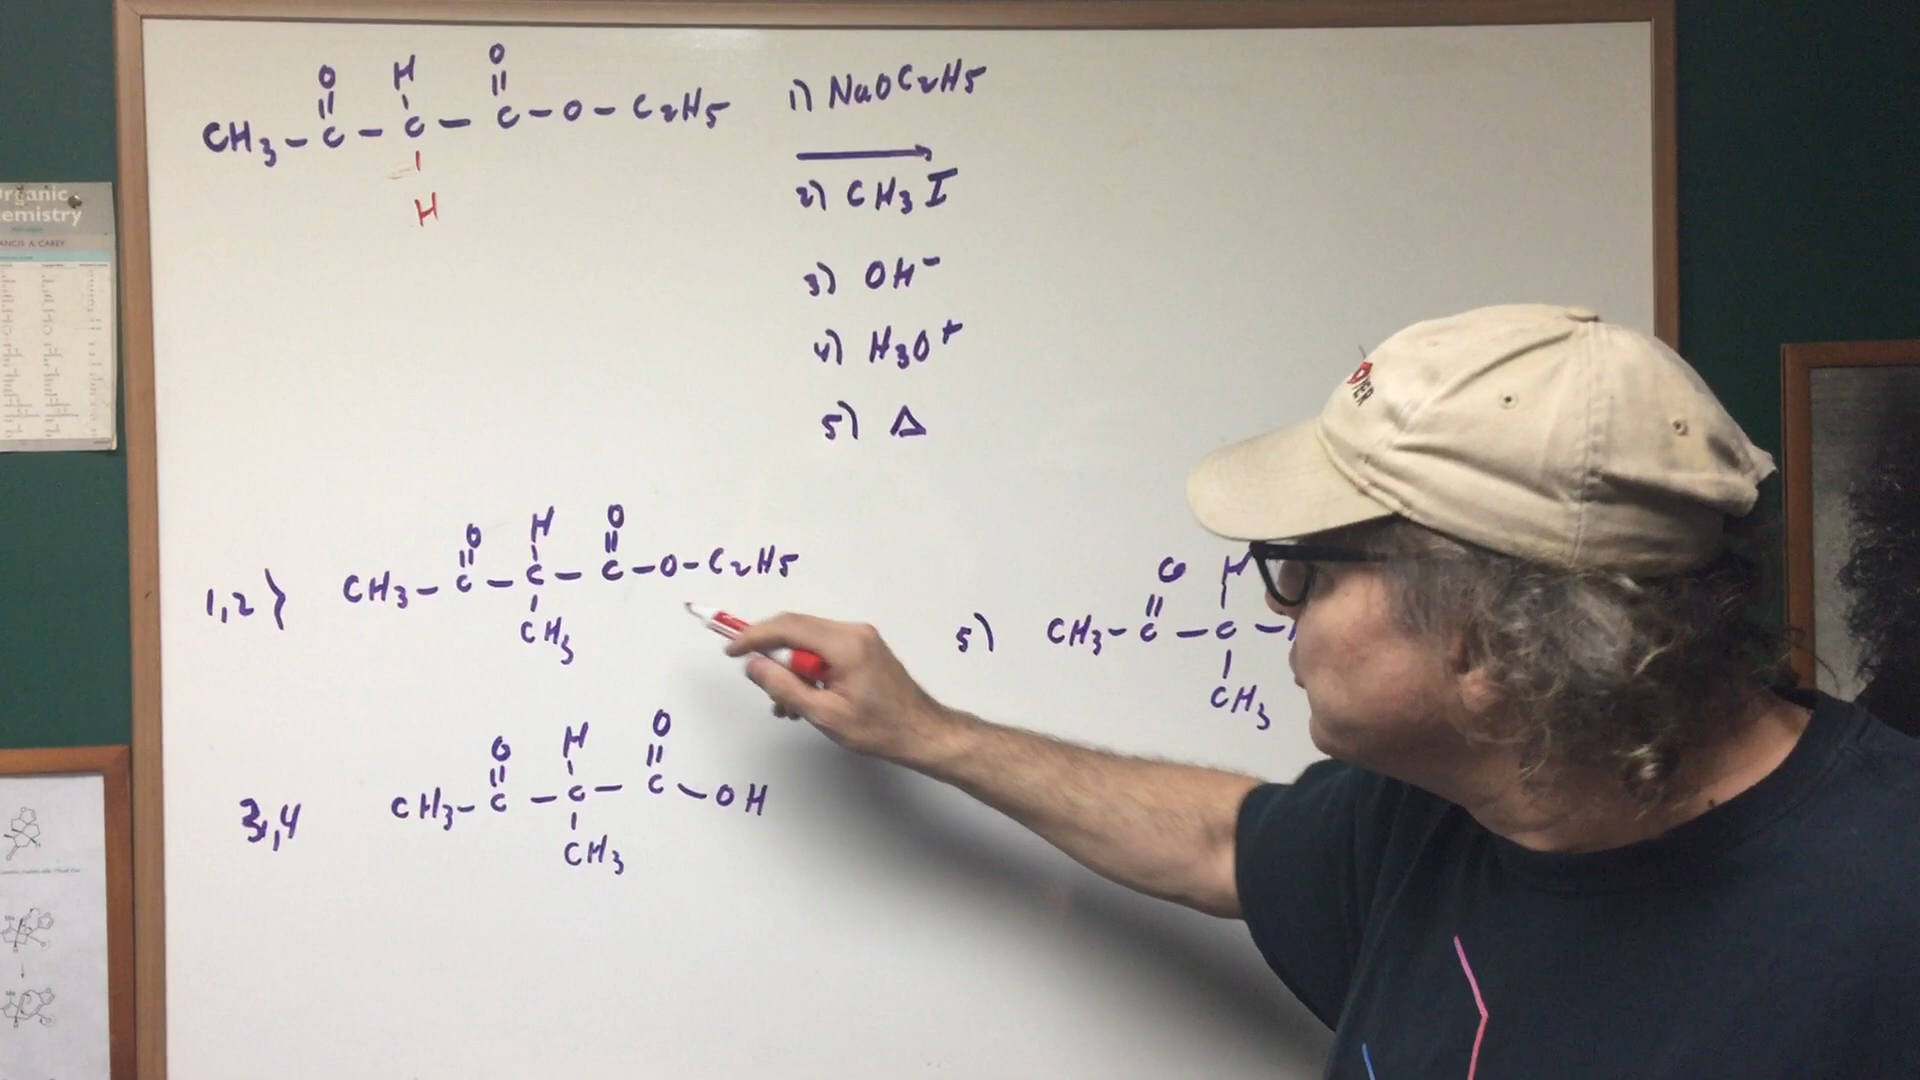 O H O
CH3 - C - C - C - O - C2H5
H
1) NaOC2H5
2) CH3I
3) OH-
4) H3O+
5) Δ
O H O
1,2) CH3 - C - C - C - O - C2H5
CH3
O H O
3,4 CH3 - C - C - C - OH
CH3
O H
5) CH3 - C - C -
CH3
Organic
Chemistry
FRANCIS A. CAREY